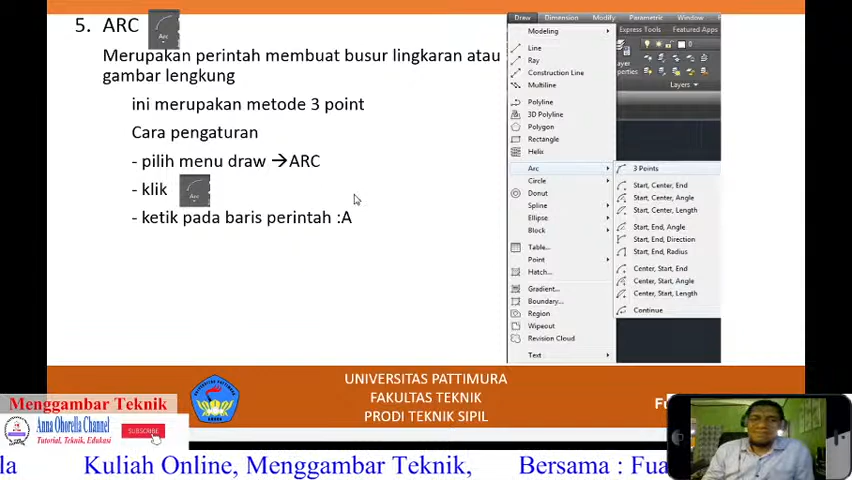 5. ARC
Arc
Merupakan perintah membuat busur lingkaran atau
gambar lengkung
ini merupakan metode 3 point
Cara pengaturan
- pilih menu draw →ARC
- klik
Arc
- ketik pada baris perintah :A
Draw Dimension Modify Parametric Window
Express Tools Featured Apps
Modeling
Line
Ray
Construction Line
Multiline
Polyline
3D Polyline
Polygon
Rectangle
Helix
Arc
Circle
Donut
Spline
Ellipse
Block
Table...
Point
Hatch...
Gradient...
Boundary...
Region
Wipeout
Revision Cloud
Text
0
Layers
3 Points
Start, Center, End
Start, Center, Angle
Start, Center, Length
Start, End, Angle
Start, End, Direction
Start, End, Radius
Center, Start, End
Center, Start, Angle
Center, Start, Length
Continue
UNIVERSITAS PATTIMURA
FAKULTAS TEKNIK
PRODI TEKNIK SIPIL
Menggambar Teknik
Anna Oborella Channel
Tutorial, Teknik, Edukasi
SUBSCRIBE
la Kuliah Online, Menggambar Teknik, Bersama : Fua